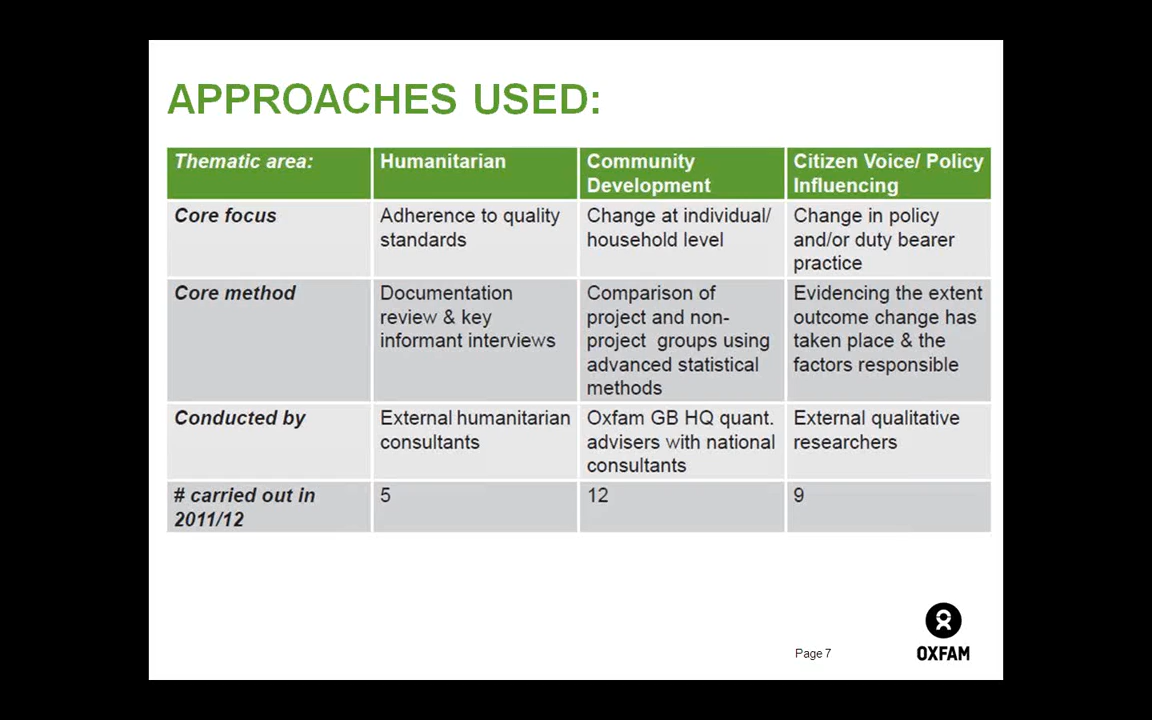 APPROACHES USED:
Thematic area:
Humanitarian
Community
Development
Citizen Voice/ Policy
Influencing
Core focus
Adherence to quality
standards
Change at individual/
household level
Change in policy
and/or duty bearer
practice
Core method
Documentation
review & key
informant interviews
Comparison of
project and non-
project groups using
advanced statistical
methods
Evidencing the extent
outcome change has
taken place & the
factors responsible
Conducted by
External humanitarian
consultants
Oxfam GB HQ quant.
advisers with national
consultants
External qualitative
researchers
# carried out in
2011/12
5
12
9
Page 7
OXFAM